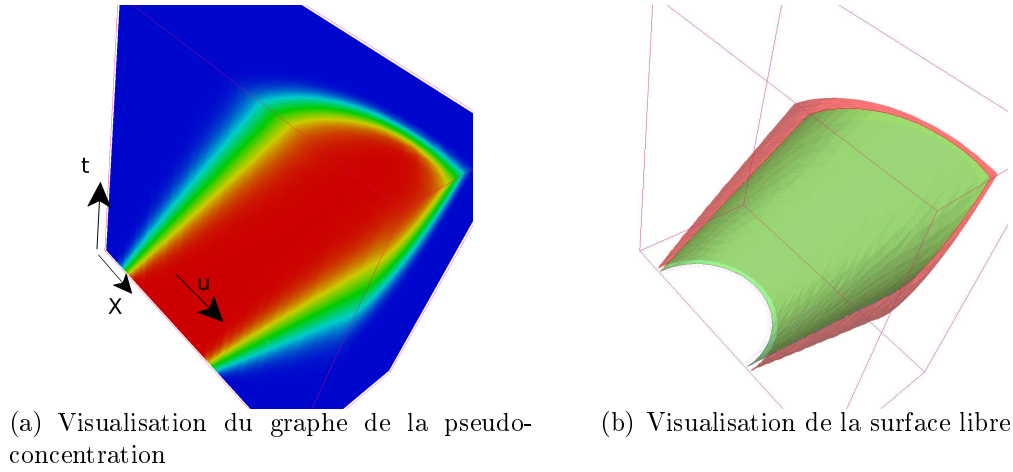 t
X
u
(a) Visualisation du graphe de la pseudo-
concentration
(b) Visualisation de la surface libre